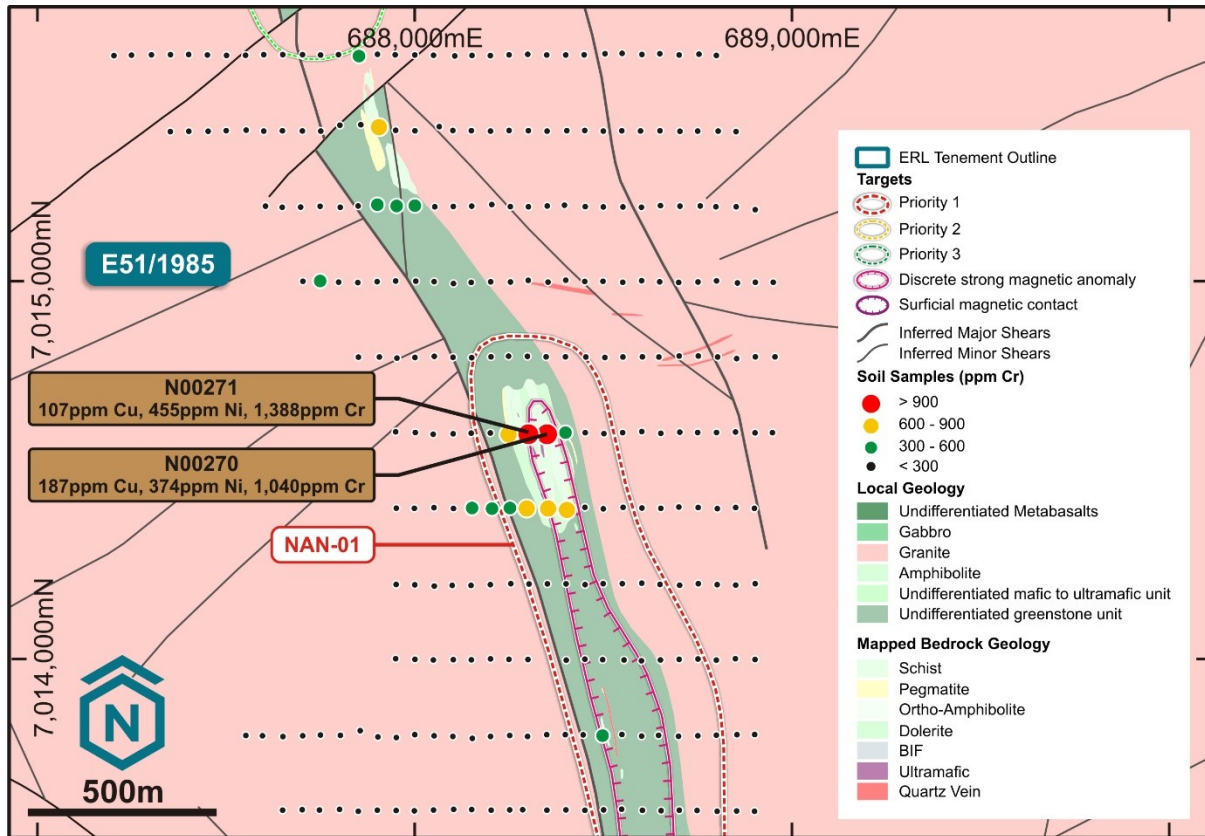 688,000mE
689,000mE
E51/1985
7,015,000mN
N00271
107ppm Cu, 455ppm Ni, 1,388ppm Cr
N00270
187ppm Cu, 374ppm Ni, 1,040ppm Cr
NAN-01
7,014,000mN
N
500m
ERL Tenement Outline
Targets
Priority 1
Priority 2
Priority 3
Discrete strong magnetic anomaly
Surficial magnetic contact
Inferred Major Shears
Inferred Minor Shears
Soil Samples (ppm Cr)
> 900
600 - 900
300 - 600
< 300
Local Geology
Undifferentiated Metabasalts
Gabbro
Granite
Amphibolite
Undifferentiated mafic to ultramafic unit
Undifferentiated greenstone unit
Mapped Bedrock Geology
Schist
Pegmatite
Ortho-Amphibolite
Dolerite
BIF
Ultramafic
Quartz Vein